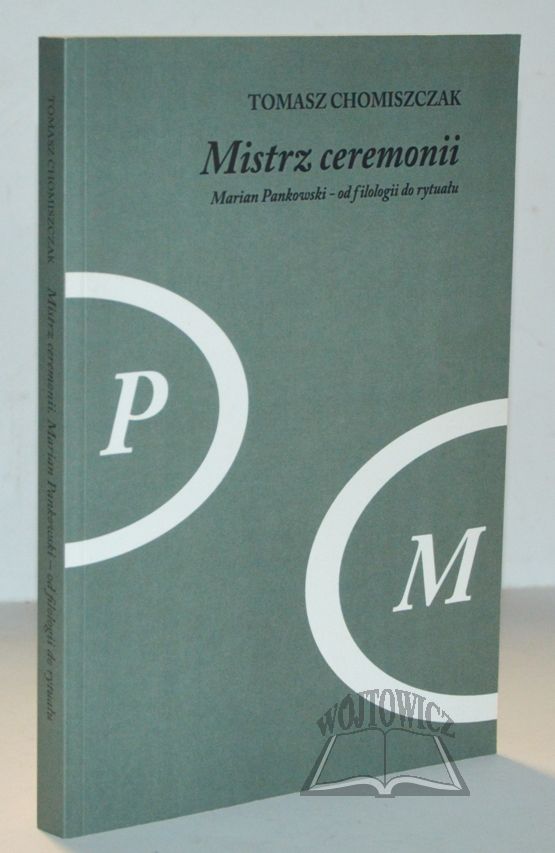 TOMASZ CHOMISZCZAK
Mistrz ceremonii
Marian Pankowski – od filologii do rytuału
P
M
TOMASZ CHOMISZCZAK Mistrz ceremonii. Marian Pankowski – od filologii do rytuału
WÓJTOWICZ